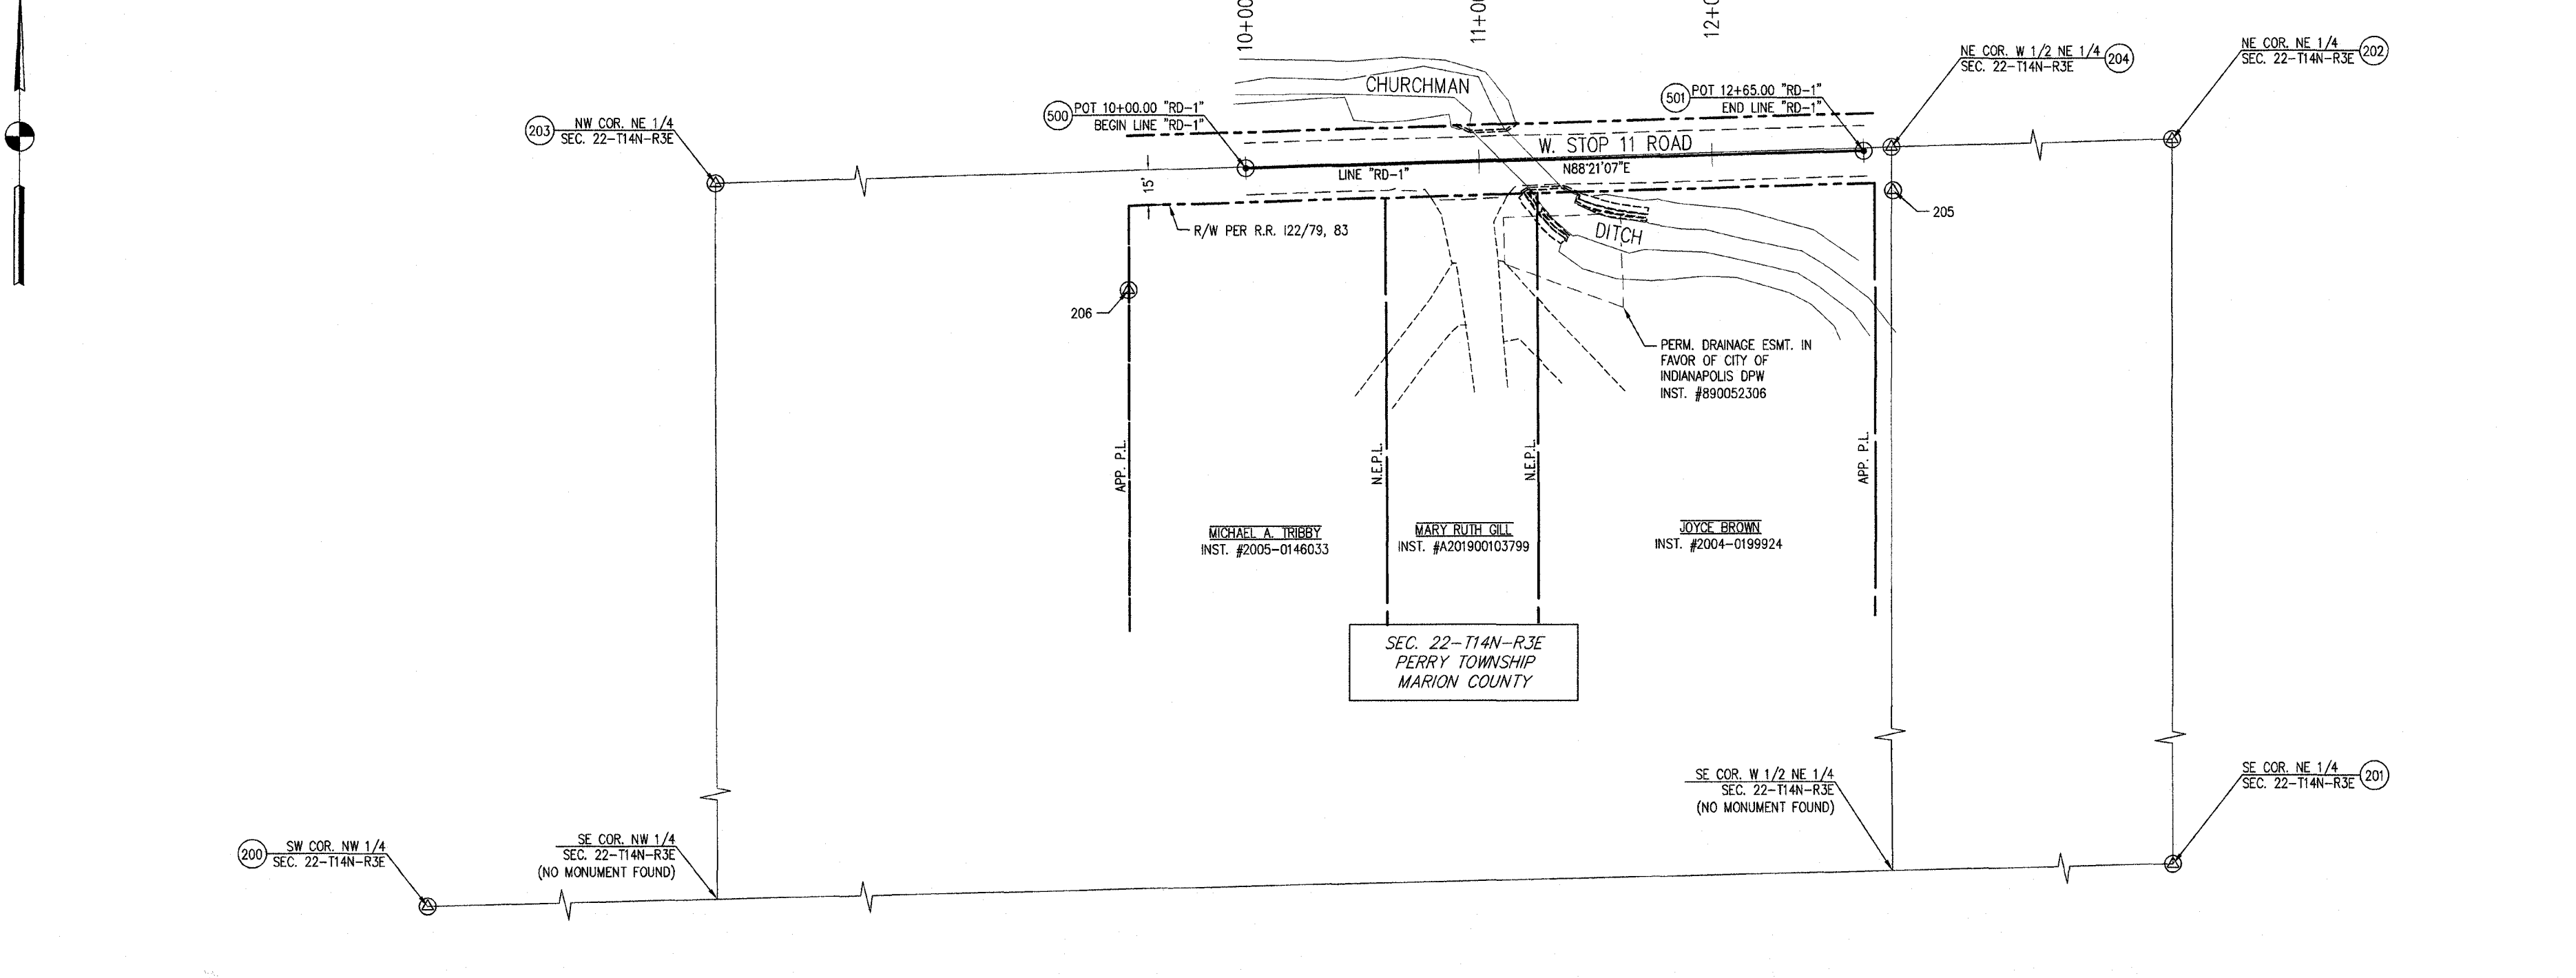 10+00
11+00
12+0
CHURCHMAN
NE COR. W 1/2 NE 1/4
SEC. 22-T14N-R3E
204
NE COR. NE 1/4
SEC. 22-T14N-R3E
202
500
POT 10+00.00 "RD-1"
BEGIN LINE "RD-1"
501
POT 12+65.00 "RD-1"
END LINE "RD-1"
203
NW COR. NE 1/4
SEC. 22-T14N-R3E
W. STOP 11 ROAD
LINE "RD-1"
N88°21'07"E
15'
205
R/W PER R.R. 122/79, 83
DITCH
206
PERM. DRAINAGE ESMT. IN
FAVOR OF CITY OF
INDIANAPOLIS DPW
INST. #890052306
APP. P.L.
N.E.P.L.
N.E.P.L.
APP. P.L.
MICHAEL A. TRIBBY
INST. #2005-0146033
MARY RUTH GILL
INST. #A201900103799
JOYCE BROWN
INST. #2004-0199924
SEC. 22-T14N-R3E
PERRY TOWNSHIP
MARION COUNTY
SE COR. W 1/2 NE 1/4
SEC. 22-T14N-R3E
(NO MONUMENT FOUND)
SE COR. NE 1/4
SEC. 22-T14N-R3E
201
200
SW COR. NW 1/4
SEC. 22-T14N-R3E
SE COR. NW 1/4
SEC. 22-T14N-R3E
(NO MONUMENT FOUND)